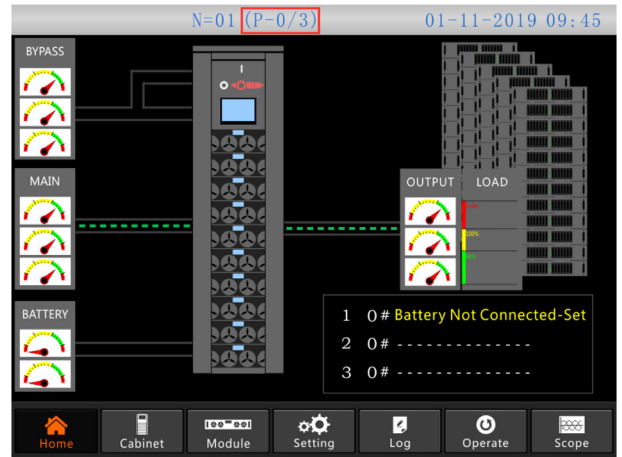 N=01 (P-0/3) 01-11-2019 09:45
BYPASS
MAIN
OUTPUT LOAD
BATTERY
1 0# Battery Not Connected-Set
2 0# - - - - - - - - - - - - - -
3 0# - - - - - - - - - - - - - -
Home Cabinet Module Setting Log Operate Scope